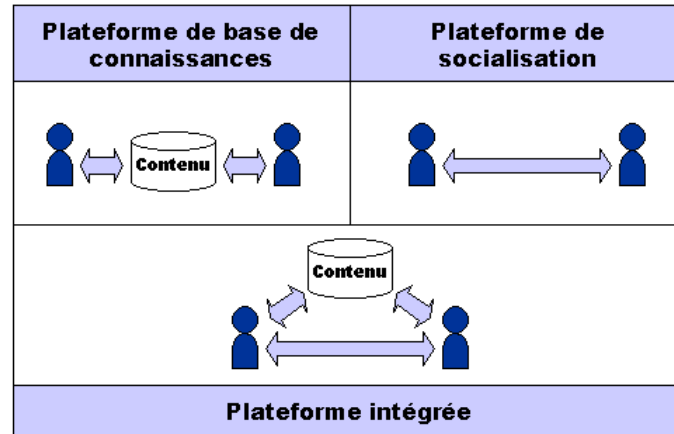 Plateforme de base de
connaissances
Plateforme de
socialisation
Contenu
Contenu
Plateforme intégrée